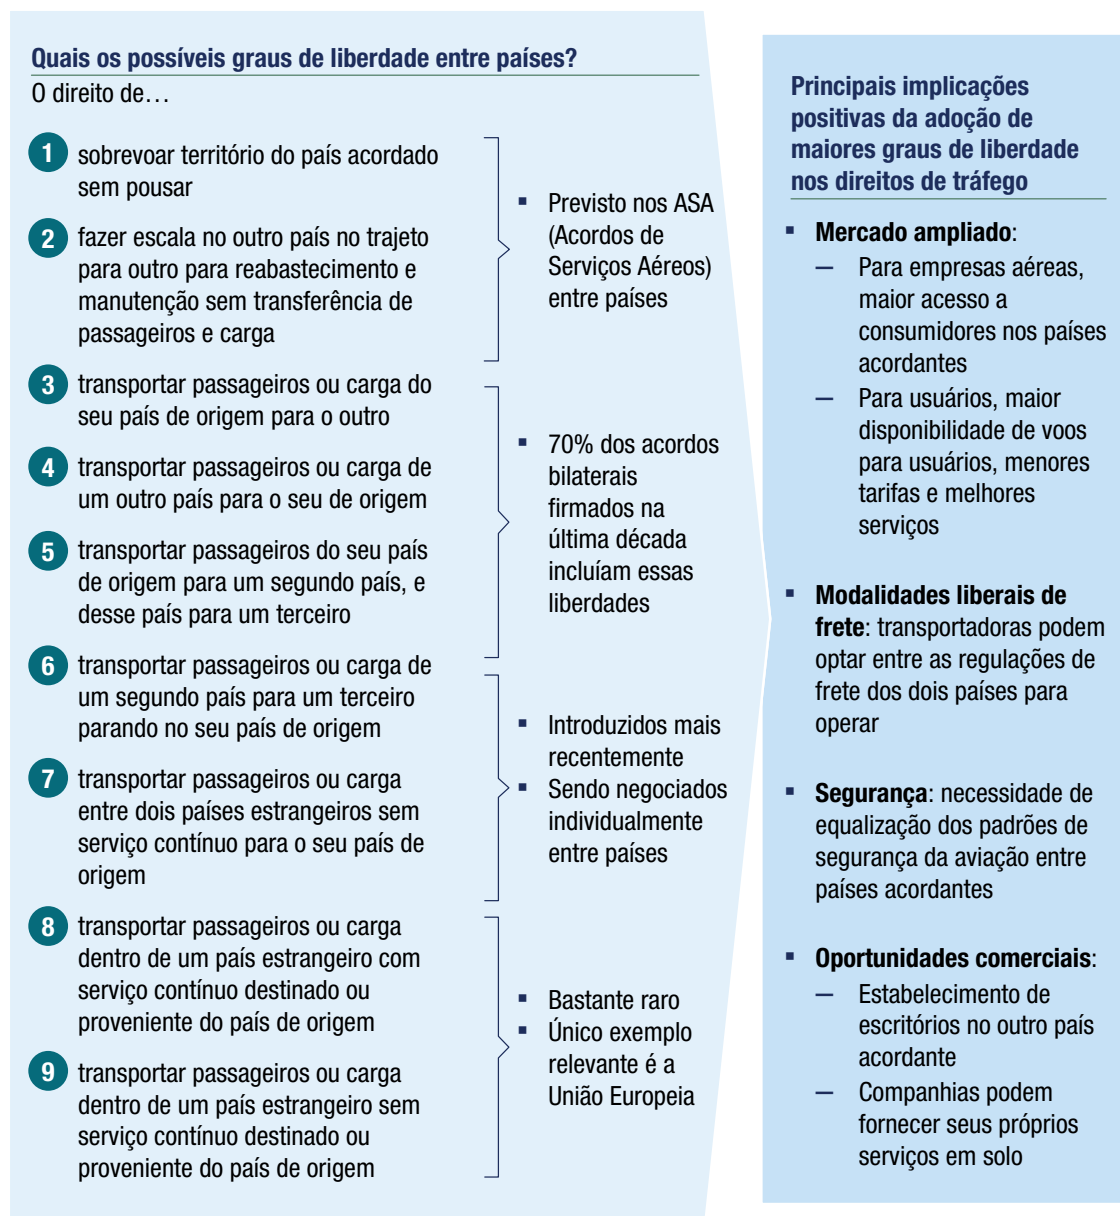 Quais os possíveis graus de liberdade entre países?
O direito de…
1 sobrevoar território do país acordado
sem pousar
2 fazer escala no outro país no trajeto
para outro para reabastecimento e
manutenção sem transferência de
passageiros e carga
▪ Previsto nos ASA
(Acordos de
Serviços Aéreos)
entre países
3 transportar passageiros ou carga do
seu país de origem para o outro
4 transportar passageiros ou carga de
um outro país para o seu de origem
5 transportar passageiros do seu país
de origem para um segundo país, e
desse país para um terceiro
▪ 70% dos acordos
bilaterais
firmados na
última década
incluíam essas
liberdades
6 transportar passageiros ou carga de
um segundo país para um terceiro
parando no seu país de origem
7 transportar passageiros ou carga
entre dois países estrangeiros sem
serviço contínuo para o seu país de
origem
▪ Introduzidos mais
recentemente
▪ Sendo negociados
individualmente
entre países
8 transportar passageiros ou carga
dentro de um país estrangeiro com
serviço contínuo destinado ou
proveniente do país de origem
9 transportar passageiros ou carga
dentro de um país estrangeiro sem
serviço contínuo destinado ou
proveniente do país de origem
▪ Bastante raro
▪ Único exemplo
relevante é a
União Europeia
Principais implicações
positivas da adoção de
maiores graus de liberdade
nos direitos de tráfego
▪ Mercado ampliado:
— Para empresas aéreas,
maior acesso a
consumidores nos países
acordantes
— Para usuários, maior
disponibilidade de voos
para usuários, menores
tarifas e melhores
serviços
▪ Modalidades liberais de
frete: transportadoras podem
optar entre as regulações de
frete dos dois países para
operar
▪ Segurança: necessidade de
equalização dos padrões de
segurança da aviação entre
países acordantes
▪ Oportunidades comerciais:
— Estabelecimento de
escritórios no outro país
acordante
— Companhias podem
fornecer seus próprios
serviços em solo